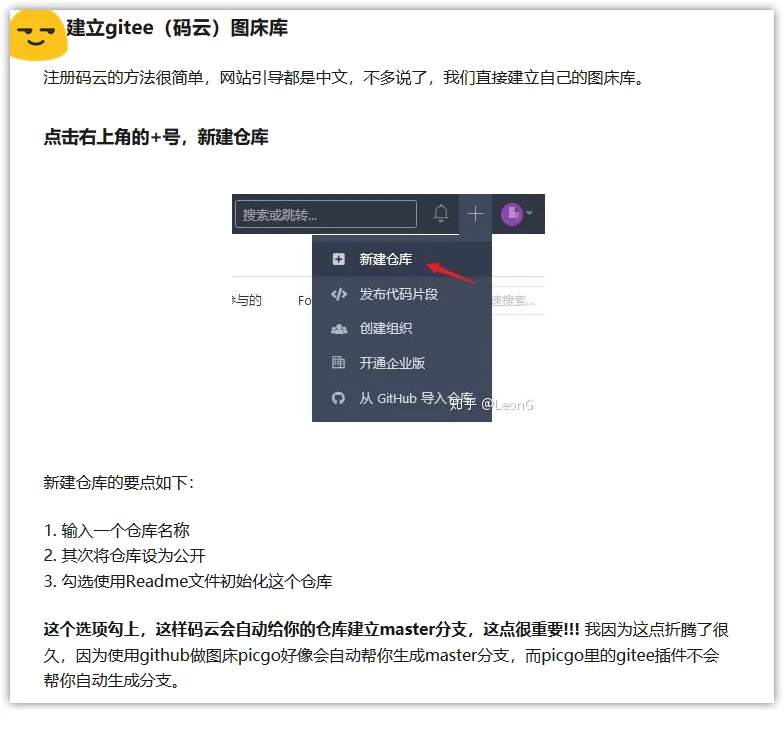 建立gitee（码云）图床库
注册码云的方法很简单，网站引导都是中文，不多说了，我们直接建立自己的图床库。
点击右上角的+号，新建仓库
搜索或跳转...
新建仓库
参与的
Fo
发布代码片段
速搜索...
创建组织
开通企业版
从 GitHub 导入仓库
知乎 @LeonG
新建仓库的要点如下：
1. 输入一个仓库名称
2. 其次将仓库设为公开
3. 勾选使用Readme文件初始化这个仓库
这个选项勾上，这样码云会自动给你的仓库建立master分支，这点很重要!!! 我因为这点折腾了很
久，因为使用github做图床picgo好像会自动帮你生成master分支，而picgo里的gitee插件不会
帮你自动生成分支。